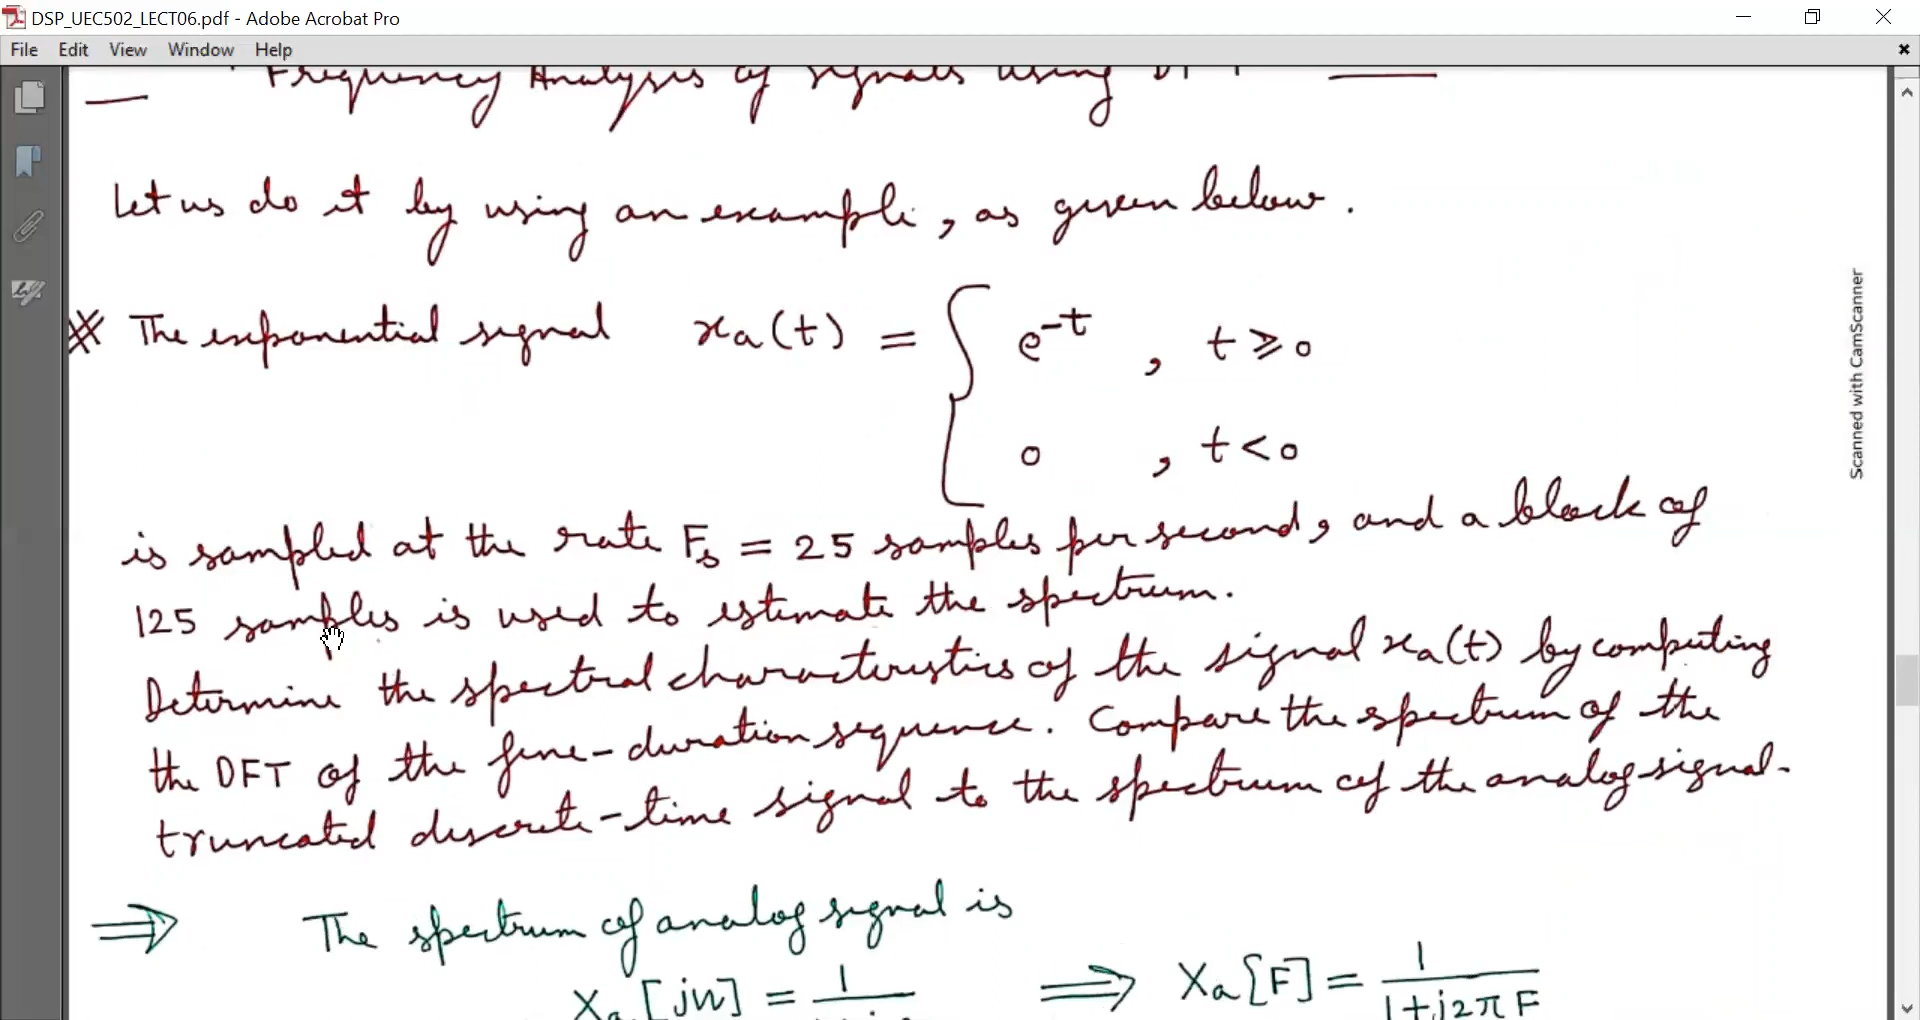 DSP_UEC502_LECT06.pdf - Adobe Acrobat Pro
File Edit View Window Help
Frequency Analysis of signals using DFT
Let us do it by using an example, as given below.
The exponential signal xa(t) = { e^-t , t ≥ 0
0 , t < 0
is sampled at the rate Fs = 25 samples per second, and a block of
125 samples is used to estimate the spectrum.
Determine the spectral characteristics of the signal xa(t) by computing
the DFT of the fine-duration sequence. Compare the spectrum of the
truncated discrete-time signal to the spectrum of the analog signal.
⇒ The spectrum of analog signal is
⇒ Xa[F] = 1/(1+j2πF)
Scanned with CamScanner